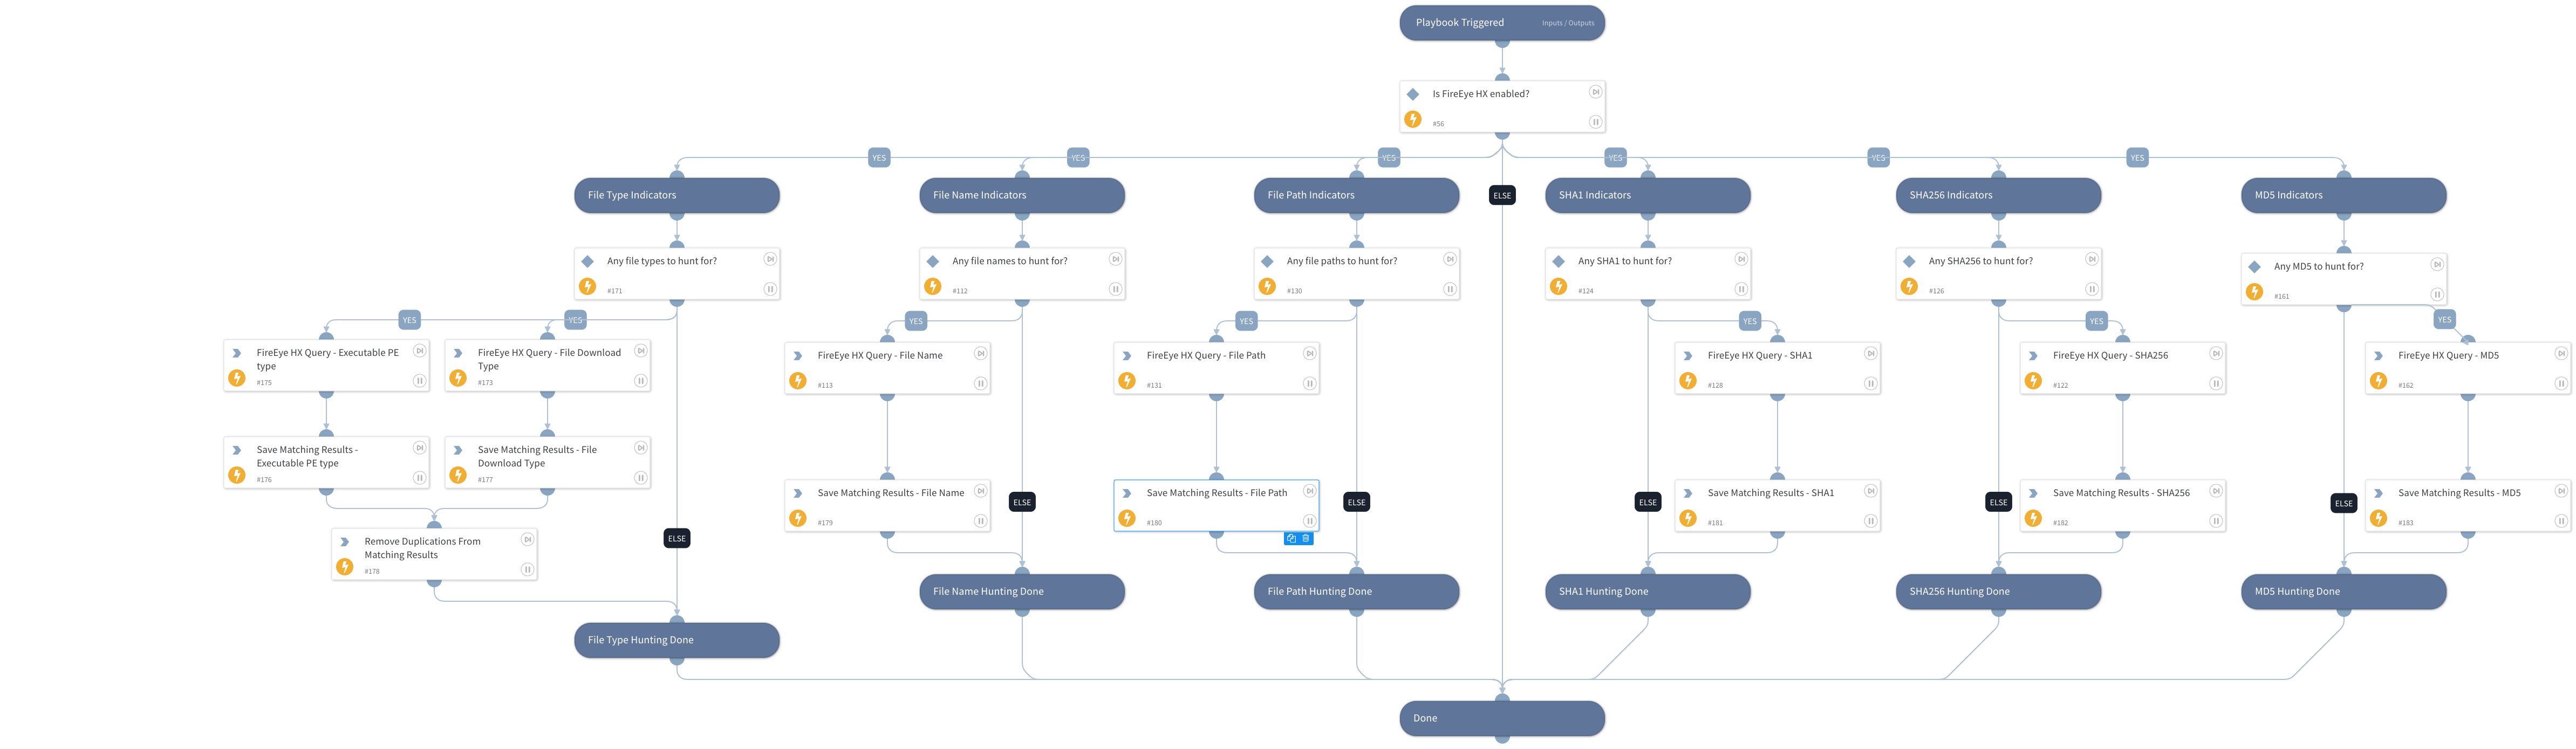 Playbook Triggered Inputs / Outputs
Is FireEye HX enabled?
#56
YES YES YES YES YES YES
File Type Indicators File Name Indicators File Path Indicators ELSE SHA1 Indicators SHA256 Indicators MD5 Indicators
Any file types to hunt for? Any file names to hunt for? Any file paths to hunt for? Any SHA1 to hunt for? Any SHA256 to hunt for? Any MD5 to hunt for?
#171 #112 #130 #124 #126 #161
YES YES YES YES YES YES YES
FireEye HX Query - Executable PE FireEye HX Query - File Download FireEye HX Query - File Name FireEye HX Query - File Path FireEye HX Query - SHA1 FireEye HX Query - SHA256 FireEye HX Query - MD5
type Type
#175 #173 #113 #131 #128 #122 #162
Save Matching Results - Save Matching Results - File
Executable PE type Download Type
#176 #177
Save Matching Results - File Name ELSE Save Matching Results - File Path ELSE ELSE Save Matching Results - SHA1 ELSE Save Matching Results - SHA256 ELSE Save Matching Results - MD5
#179 #180 #181 #182 #183
Remove Duplications From ELSE
Matching Results
#178
File Name Hunting Done File Path Hunting Done SHA1 Hunting Done SHA256 Hunting Done MD5 Hunting Done
File Type Hunting Done
Done